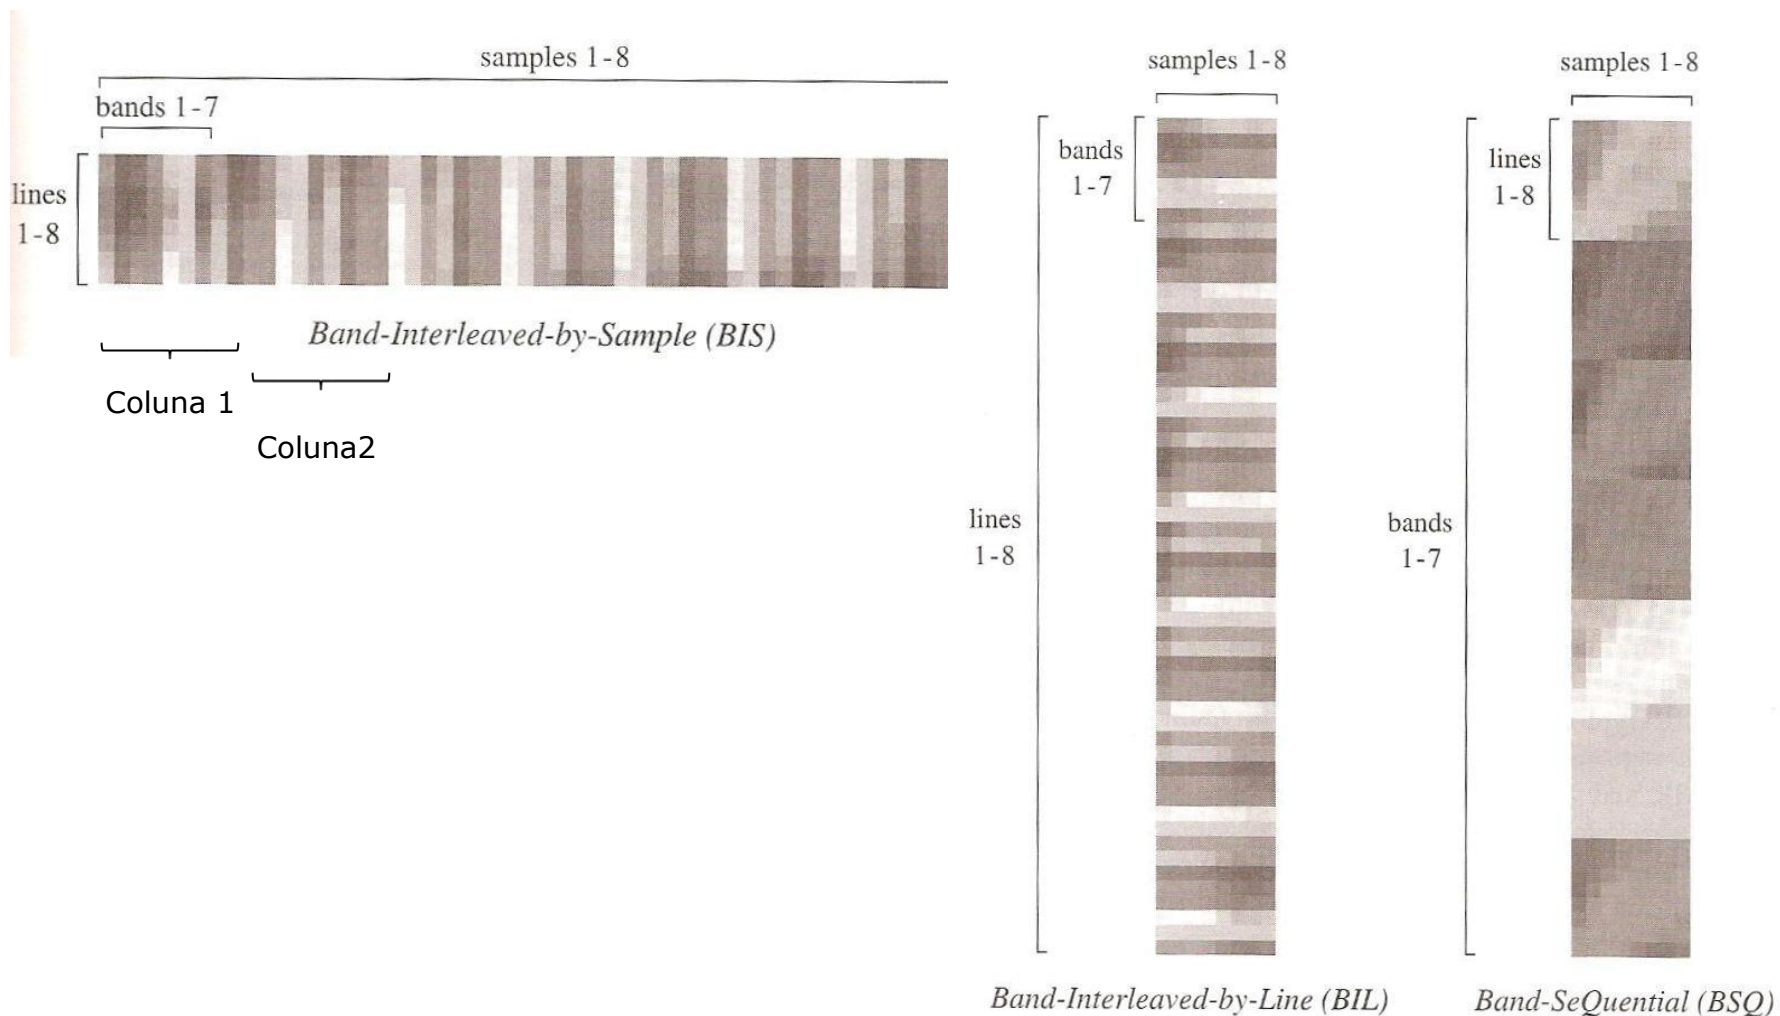 samples 1-8
bands 1-7
lines
1-8
Band-Interleaved-by-Sample (BIS)
Coluna 1
Coluna2
samples 1-8
bands
1-7
lines
1-8
Band-Interleaved-by-Line (BIL)
samples 1-8
lines
1-8
bands
1-7
Band-SeQuential (BSQ)